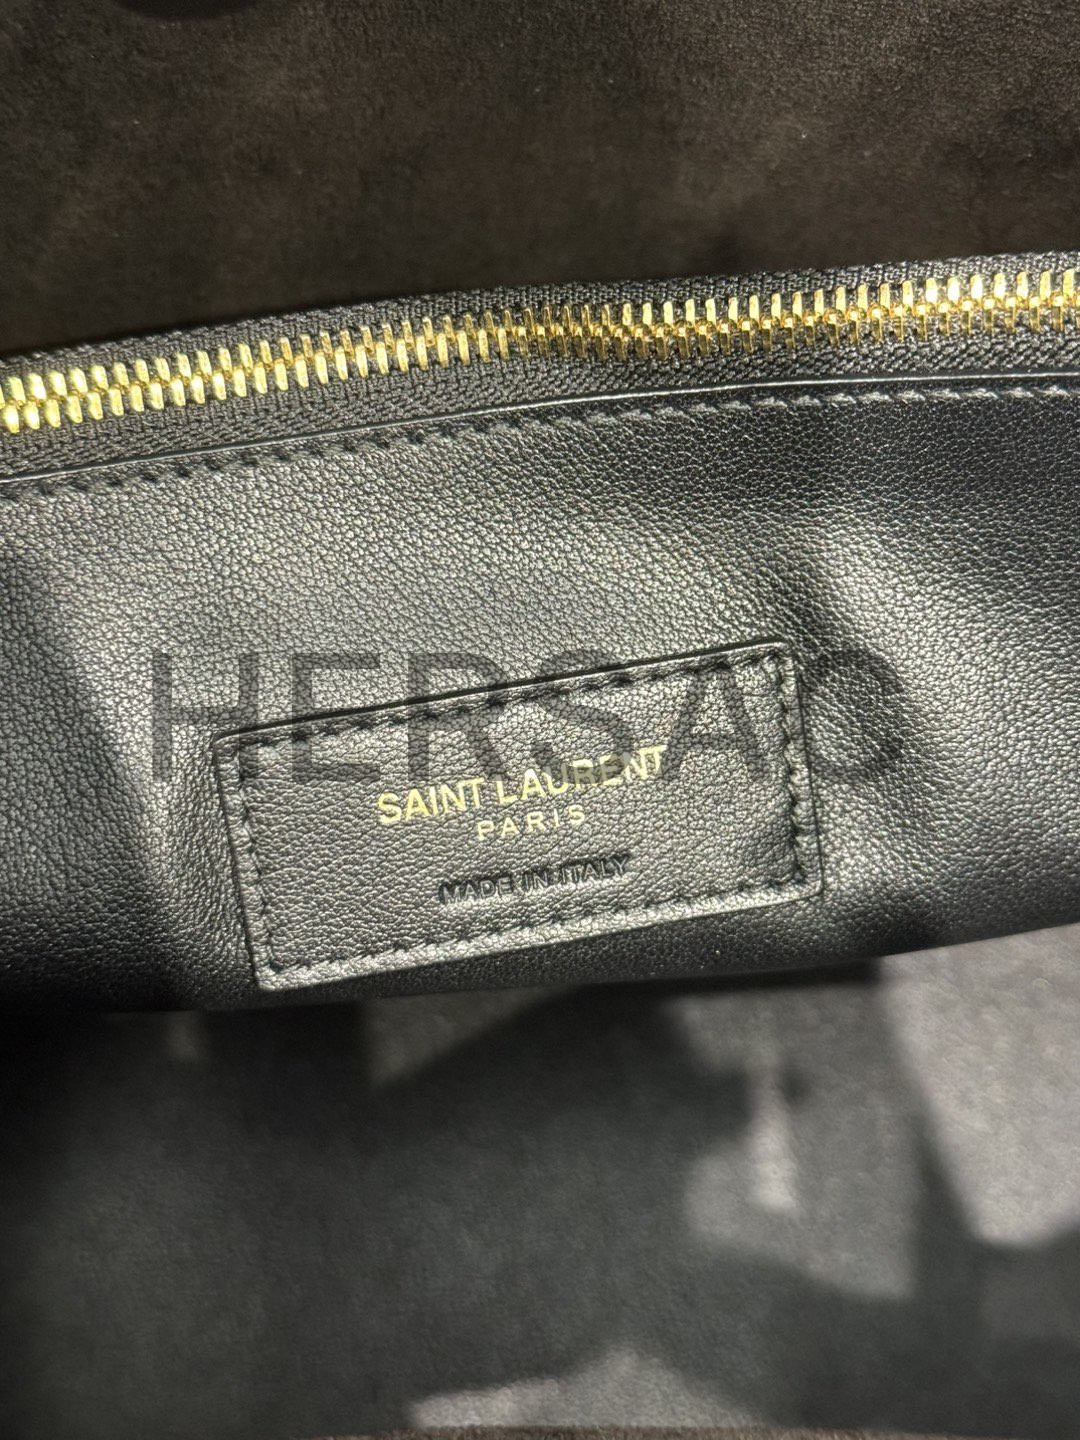 HERSAC
SAINT LAURENT
PARIS
MADE IN ITALY